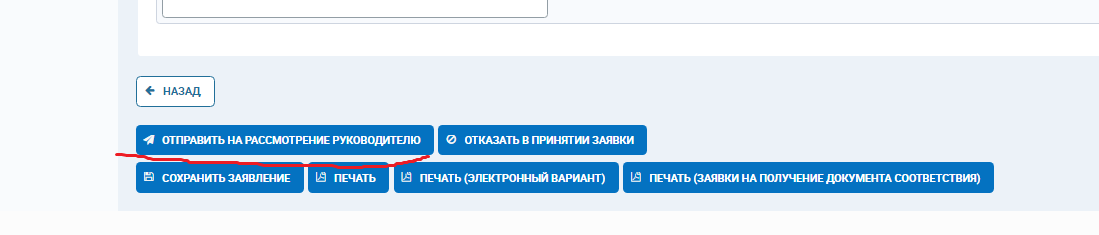 НАЗАД
ОТПРАВИТЬ НА РАССМОТРЕНИЕ РУКОВОДИТЕЛЮ ОТКАЗАТЬ В ПРИНЯТИИ ЗАЯВКИ
СОХРАНИТЬ ЗАЯВЛЕНИЕ ПЕЧАТЬ ПЕЧАТЬ (ЭЛЕКТРОННЫЙ ВАРИАНТ) ПЕЧАТЬ (ЗАЯВКИ НА ПОЛУЧЕНИЕ ДОКУМЕНТА СООТВЕТСТВИЯ)